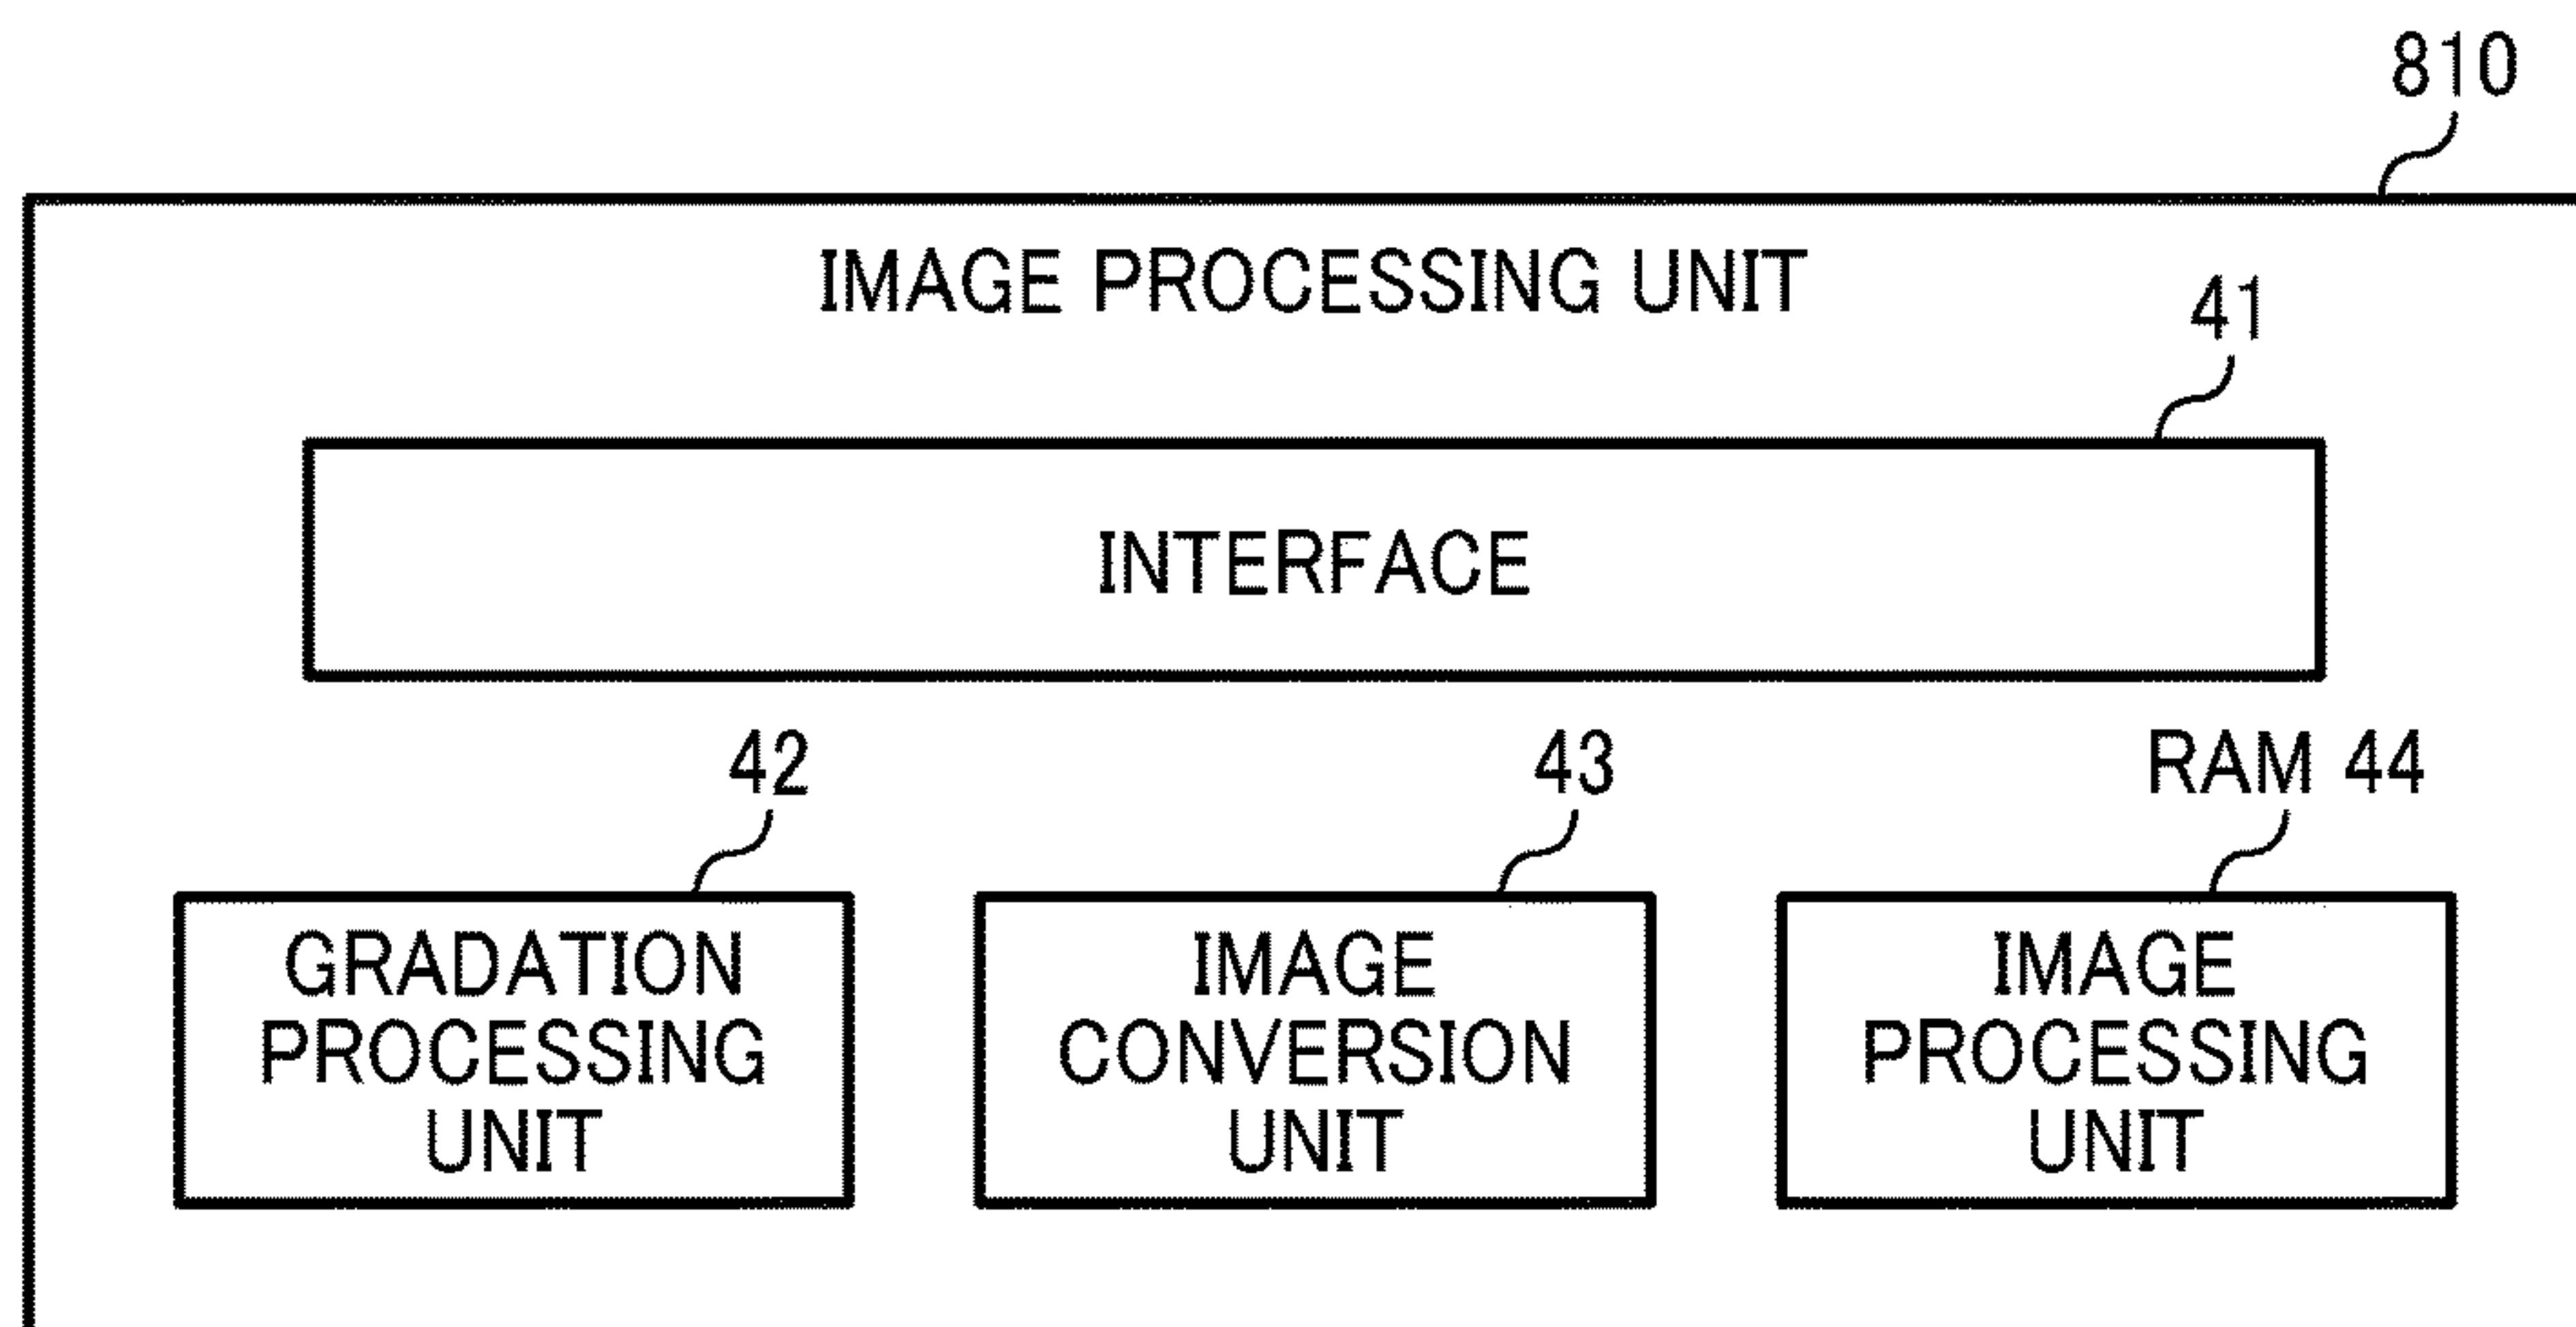 810
IMAGE PROCESSING UNIT
41
INTERFACE
42
43
RAM 44
GRADATION
PROCESSING
UNIT
IMAGE
CONVERSION
UNIT
IMAGE
PROCESSING
UNIT